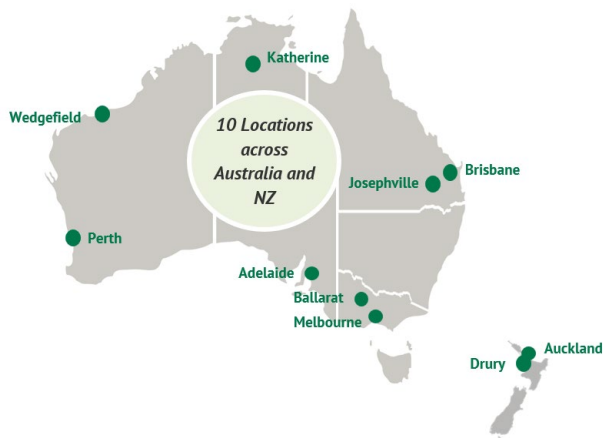 Katherine
Wedgefield
10 Locations
across
Australia and
NZ
Brisbane
Josephville
Perth
Adelaide
Ballarat
Melbourne
Auckland
Drury